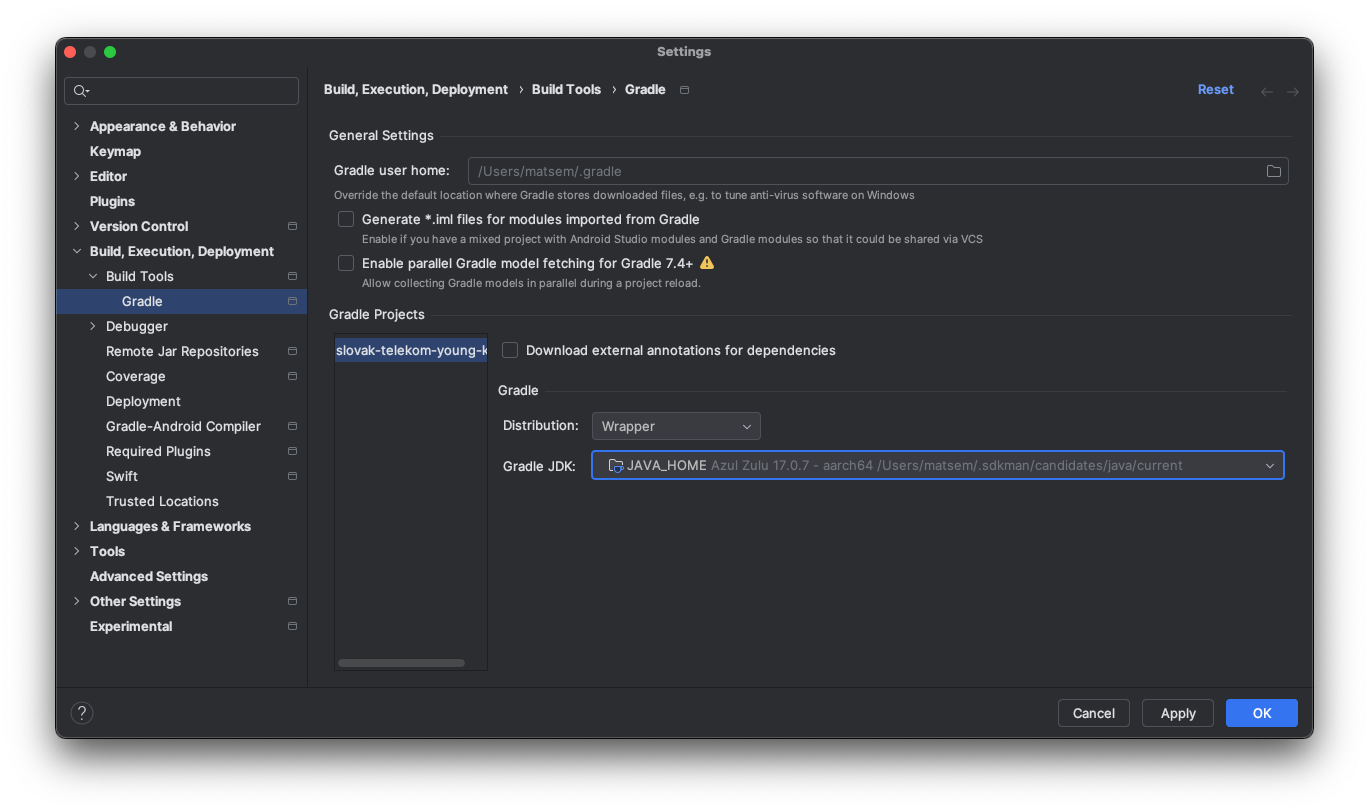 Settings
Appearance & Behavior
Keymap
Editor
Plugins
Version Control
Build, Execution, Deployment
Build Tools
Gradle
Debugger
Remote Jar Repositories
Coverage
Deployment
Gradle-Android Compiler
Required Plugins
Swift
Trusted Locations
Languages & Frameworks
Tools
Advanced Settings
Other Settings
Experimental
Build, Execution, Deployment › Build Tools › Gradle
Reset
General Settings
Gradle user home: /Users/matsem/.gradle
Override the default location where Gradle stores downloaded files, e.g. to tune anti-virus software on Windows
Generate *.iml files for modules imported from Gradle
Enable if you have a mixed project with Android Studio modules and Gradle modules so that it could be shared via VCS
Enable parallel Gradle model fetching for Gradle 7.4+
Allow collecting Gradle models in parallel during a project reload.
Gradle Projects
slovak-telekom-young-k
Download external annotations for dependencies
Gradle
Distribution: Wrapper
Gradle JDK: JAVA_HOME Azul Zulu 17.0.7 - aarch64 /Users/matsem/.sdkman/candidates/java/current
?
Cancel
Apply
OK